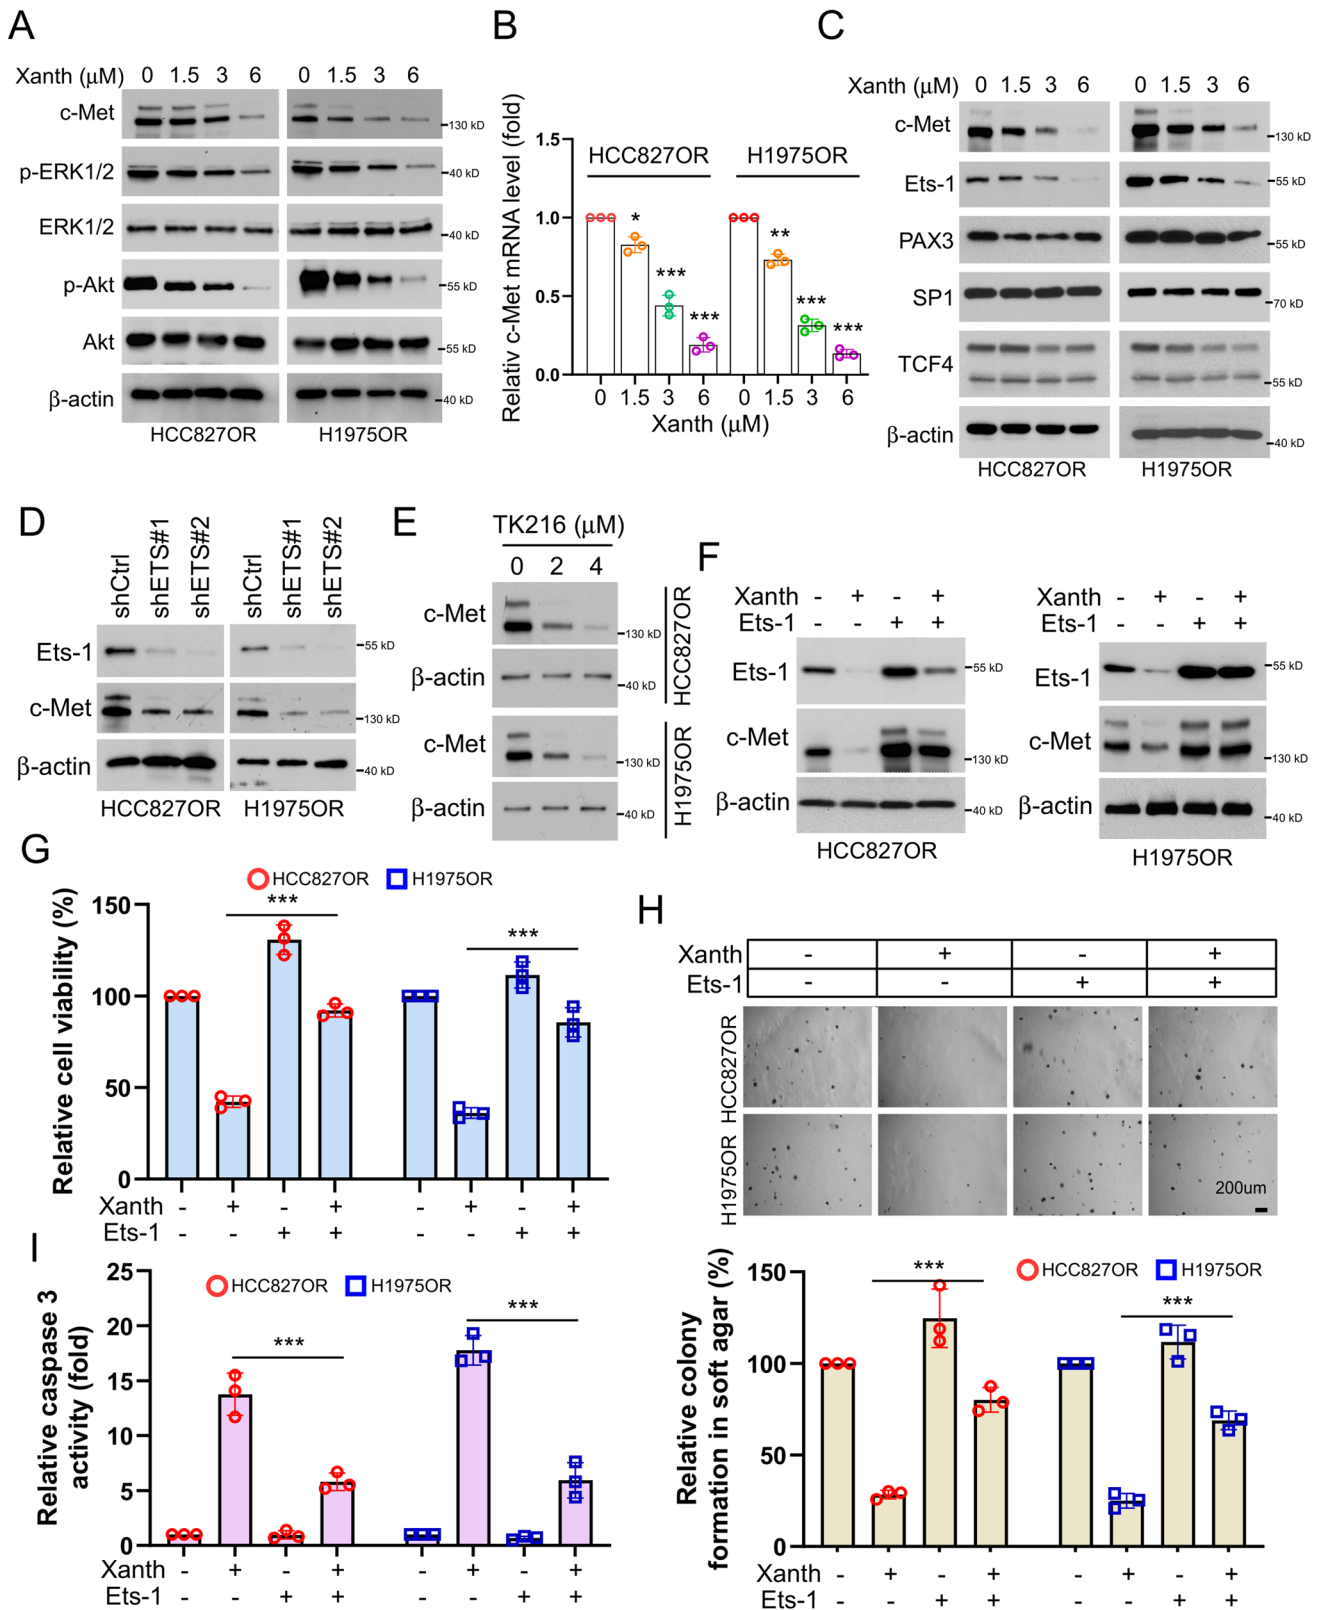 A
Xanth (μM) 0 1.5 3 6 0 1.5 3 6
c-Met
130 kD
p-ERK1/2
40 kD
ERK1/2
40 kD
p-Akt
55 kD
Akt
55 kD
β-actin
40 kD
HCC827OR H1975OR
B
Relativ c-Met mRNA level (fold)
1.5
1.0
0.5
0.0
HCC827OR H1975OR
* *** *** ** *** ***
0 1.5 3 6 0 1.5 3 6
Xanth (μM)
C
Xanth (μM) 0 1.5 3 6 0 1.5 3 6
c-Met
130 kD
Ets-1
55 kD
PAX3
55 kD
SP1
70 kD
TCF4
55 kD
β-actin
40 kD
HCC827OR H1975OR
D
shCtrl shETS#1 shETS#2 shCtrl shETS#1 shETS#2
Ets-1
55 kD
c-Met
130 kD
β-actin
40 kD
HCC827OR H1975OR
E
TK216 (μM)
0 2 4
c-Met
130 kD
β-actin
40 kD
HCC827OR
c-Met
130 kD
β-actin
40 kD
H1975OR
F
Xanth - + - +
Ets-1 - - + +
Ets-1
55 kD
c-Met
130 kD
β-actin
40 kD
HCC827OR
Xanth - + - +
Ets-1 - - + +
Ets-1
55 kD
c-Met
130 kD
β-actin
40 kD
H1975OR
G
HCC827OR H1975OR
Relative cell viability (%)
150
100
50
0
*** ***
Xanth - + - + - + - +
Ets-1 - - + + - - + +
H
Xanth - + - +
Ets-1 - - + +
HCC827OR
H1975OR
200um
HCC827OR H1975OR
Relative colony
formation in soft agar (%)
150
100
50
0
*** ***
Xanth - + - + - + - +
Ets-1 - - + + - - + +
I
HCC827OR H1975OR
Relative caspase 3
activity (fold)
25
20
15
10
5
0
*** ***
Xanth - + - + - + - +
Ets-1 - - + + - - + +